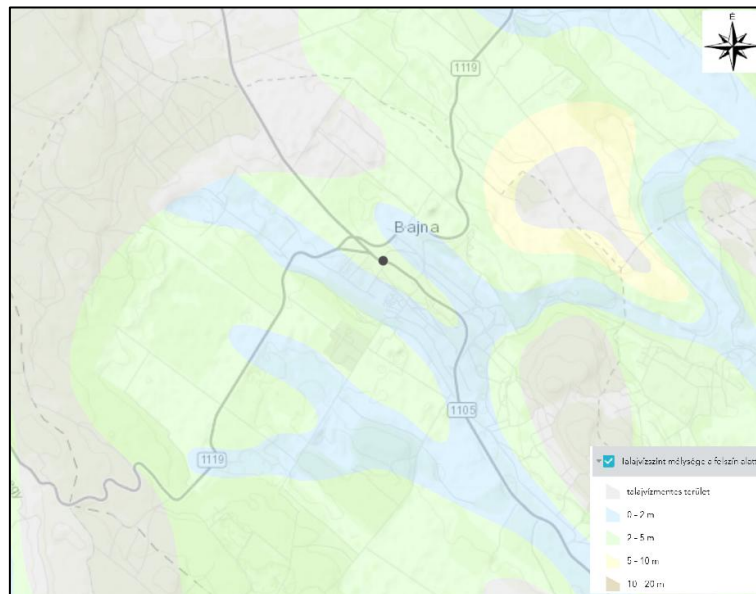 É
1119
Bajna
1105
1119
talajvízszint mélysége a felszín alatt
talajvízmentes terület
0 - 2 m
2 - 5 m
5 - 10 m
10 20 m